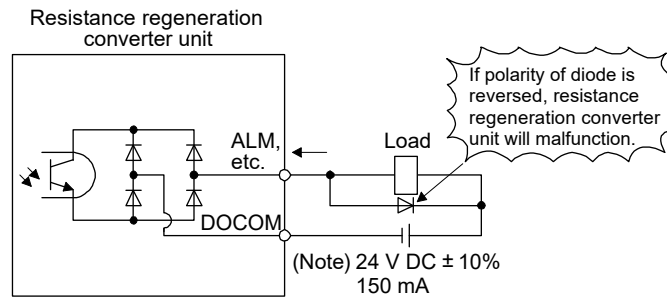 Resistance regeneration
converter unit
If polarity of diode is
reversed, resistance
regeneration converter
unit will malfunction.
ALM,
etc.
Load
DOCOM
(Note) 24 V DC ± 10%
150 mA